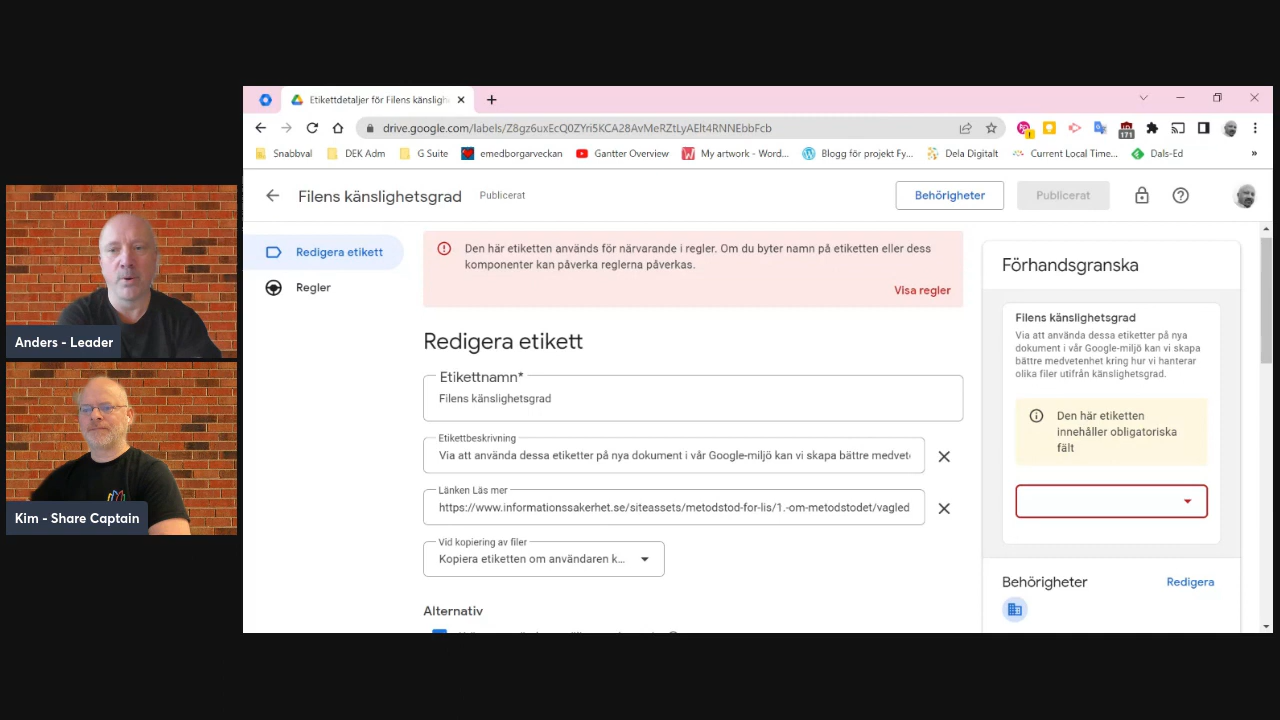 Etikettdetaljer för Filens känsligh
drive.google.com/labels/Z8gz6uxEcQ0ZYri5KCA28AvMeRZtLyAElt4RNNEbbFcb
1
171
Snabbval
DEK Adm
G Suite
emedborgarveckan
Gantter Overview
My artwork - Word...
Blogg för projekt Fy...
Dela Digitalt
Current Local Time...
Dals-Ed
»
Filens känslighetsgrad
Publicerat
Behörigheter
Publicerat
Redigera etikett
Regler
Den här etiketten används för närvarande i regler. Om du byter namn på etiketten eller dess
komponenter kan påverka reglerna påverkas.
Visa regler
Redigera etikett
Etikettnamn*
Filens känslighetsgrad
Etikettbeskrivning
Via att använda dessa etiketter på nya dokument i vår Google-miljö kan vi skapa bättre medvet
Länken Läs mer
https://www.informationssakerhet.se/siteassets/metodstod-for-lis/1.-om-metodstodet/vagled
Vid kopiering av filer
Kopiera etiketten om användaren k...
Alternativ
Förhandsgranska
Filens känslighetsgrad
Via att använda dessa etiketter på nya
dokument i vår Google-miljö kan vi skapa
bättre medvetenhet kring hur vi hanterar
olika filer utifrån känslighetsgrad.
Den här etiketten
innehåller obligatoriska
fält
Behörigheter
Redigera
Anders - Leader
Kim - Share Captain